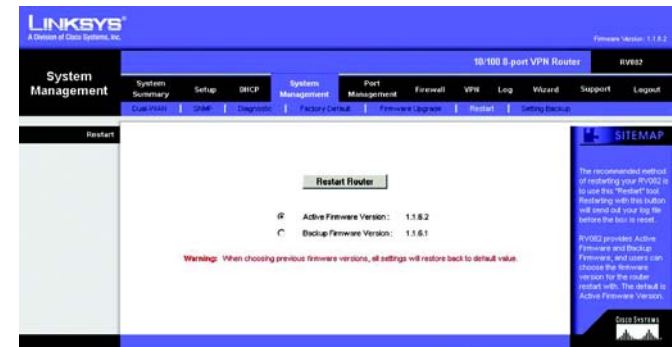 LINKSYS®
A Division of Cisco Systems, Inc.
Firmware Version: 1.1.6.2
10/100 8-port VPN Router
RV082
System Management
System Summary
Setup
DHCP
System Management
Port Management
Firewall
VPN
Log
Wizard
Support
Logout
Dual-WAN | SNMP | Diagnostic | Factory Default | Firmware Upgrade | Restart | Setting Backup
Restart
SITEMAP
Restart Router
Active Firmware Version : 1.1.6.2
Backup Firmware Version : 1.1.6.1
Warning: When choosing previous firmware versions, all settings will restore back to default value.
The recommended method
of restarting your RV082 is
to use this "Restart" tool.
Restarting with this button
will send out your log file
before the box is reset.
RV082 provides Active
Firmware and Backup
Firmware, and users can
choose the firmware
version for the router
restart with. The default is
Active Firmware Version.
CISCO SYSTEMS